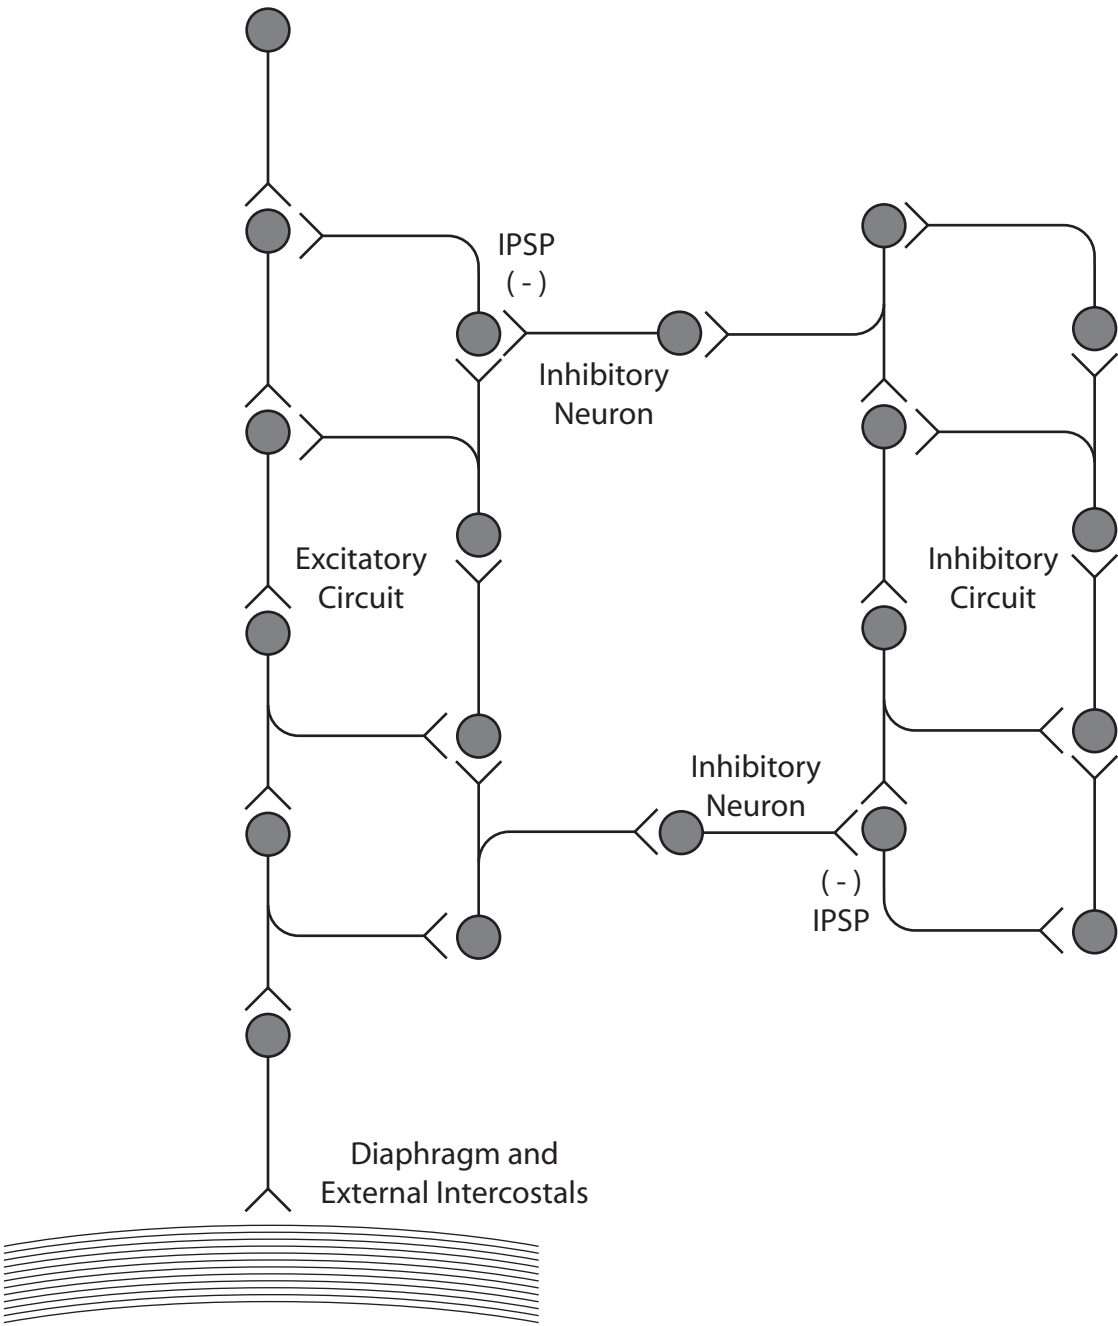 IPSP
( - )
Inhibitory
Neuron
Excitatory
Circuit
Inhibitory
Circuit
Inhibitory
Neuron
( - )
IPSP
Diaphragm and
External Intercostals